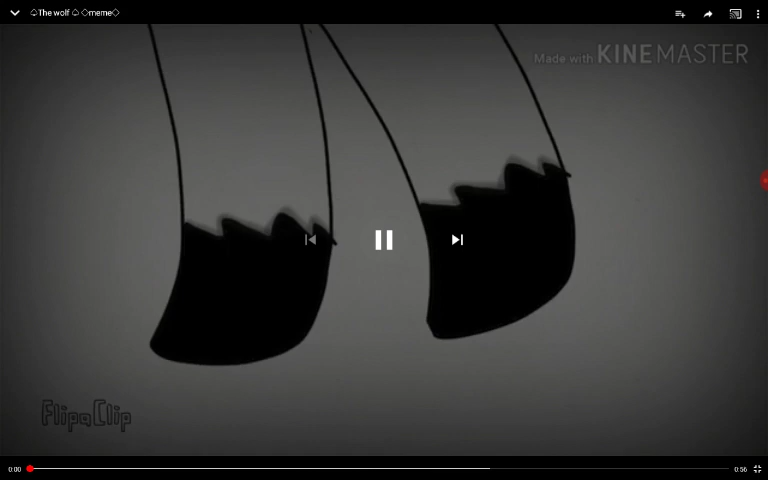 ♤The wolf ♤ ◇meme◇
Made with KINEMASTER
FlipaClip
0:00
0:56